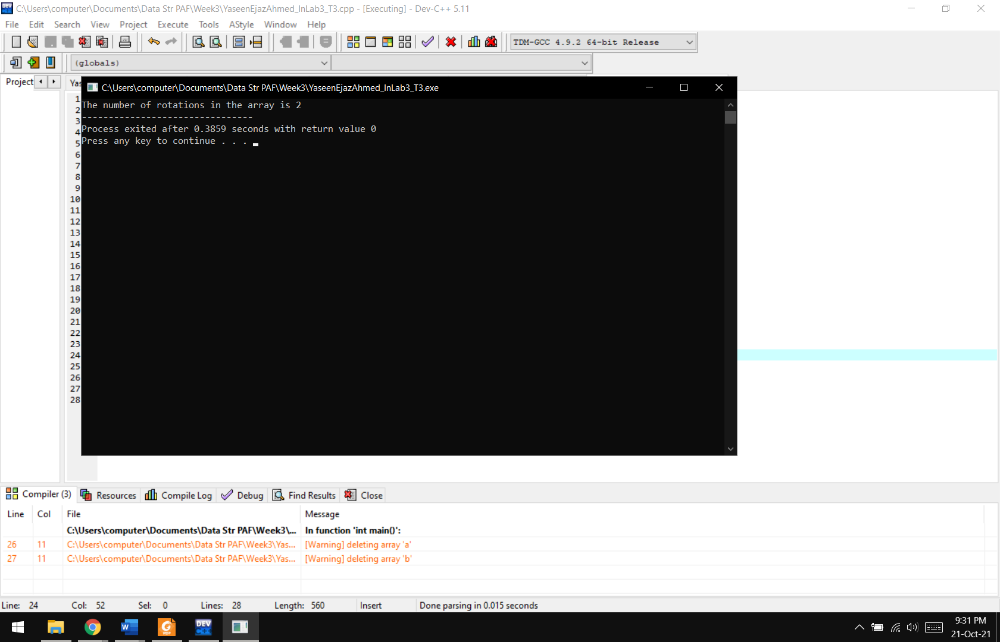 C:\Users\computer\Documents\Data Str PAF\Week3\YaseenEjazAhmed_InLab3_T3.cpp - [Executing] - Dev-C++ 5.11
File Edit Search View Project Execute Tools AStyle Window Help
TDM-GCC 4.9.2 64-bit Release
(globals)
Project
Yas
C:\Users\computer\Documents\Data Str PAF\Week3\YaseenEjazAhmed_InLab3_T3.exe
The number of rotations in the array is 2
--------------------------------
Process exited after 0.3859 seconds with return value 0
Press any key to continue . . .
1
2
3
4
5
6
7
8
9
10
11
12
13
14
15
16
17
18
19
20
21
22
23
24
25
26
27
28
Compiler (3) Resources Compile Log Debug Find Results Close
Line Col File Message
C:\Users\computer\Documents\Data Str PAF\Week3\... In function 'int main()':
26 11 C:\Users\computer\Documents\Data Str PAF\Week3\Yas... [Warning] deleting array 'a'
27 11 C:\Users\computer\Documents\Data Str PAF\Week3\Yas... [Warning] deleting array 'b'
Line: 24 Col: 52 Sel: 0 Lines: 28 Length: 560 Insert Done parsing in 0.015 seconds
DEV C++
PDF
W
9:31 PM
21-Oct-21